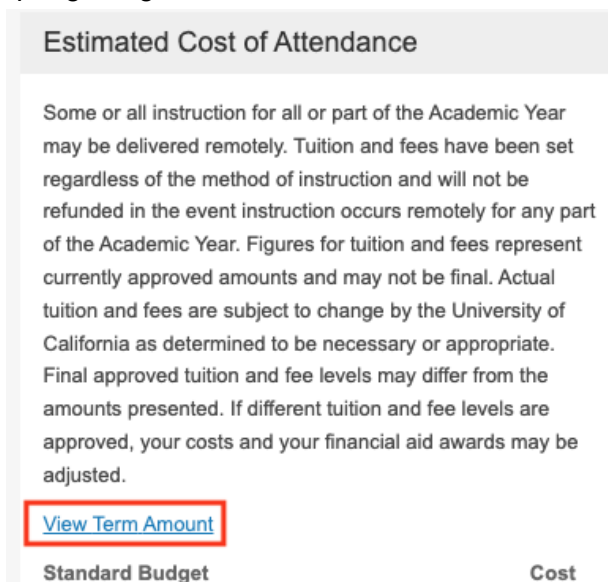 Estimated Cost of Attendance
Some or all instruction for all or part of the Academic Year
may be delivered remotely. Tuition and fees have been set
regardless of the method of instruction and will not be
refunded in the event instruction occurs remotely for any part
of the Academic Year. Figures for tuition and fees represent
currently approved amounts and may not be final. Actual
tuition and fees are subject to change by the University of
California as determined to be necessary or appropriate.
Final approved tuition and fee levels may differ from the
amounts presented. If different tuition and fee levels are
approved, your costs and your financial aid awards may be
adjusted.
View Term Amount
Standard Budget Cost